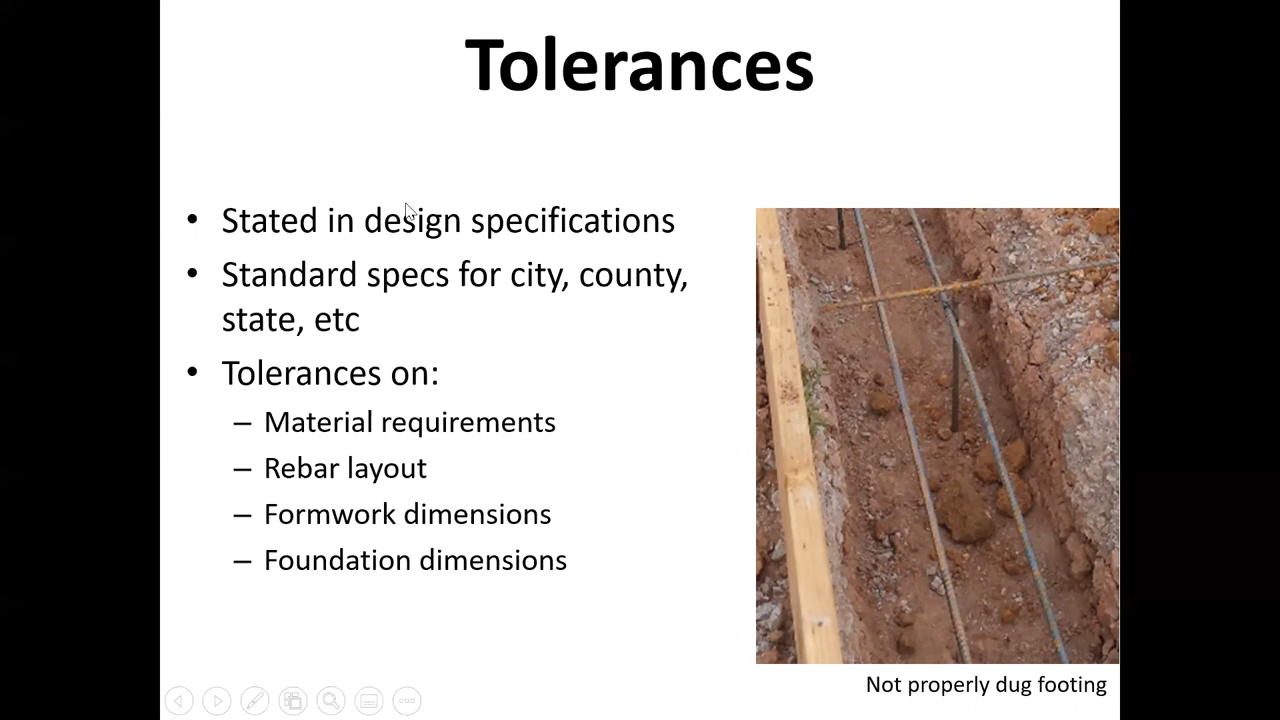 Tolerances
• Stated in design specifications
• Standard specs for city, county,
state, etc
• Tolerances on:
– Material requirements
– Rebar layout
– Formwork dimensions
– Foundation dimensions
Not properly dug footing